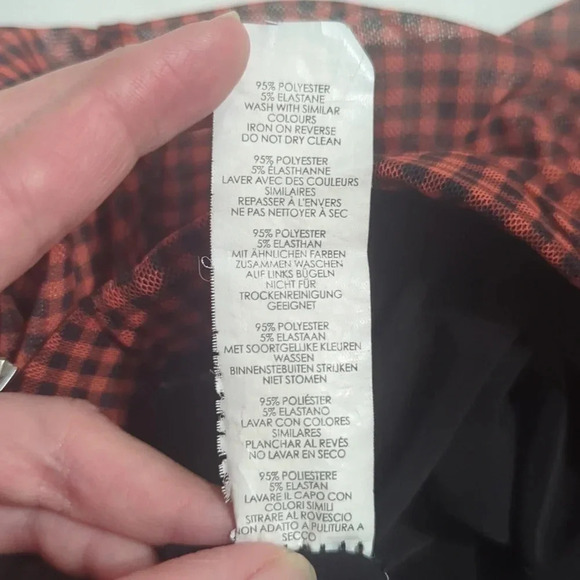 95% POLYESTER
5% ELASTANE
WASH WITH SIMILAR
COLOURS
IRON ON REVERSE
DO NOT DRY CLEAN
95% POLYESTER
5% ÉLASTHANNE
LAVER AVEC DES COULEURS
SIMILAIRES
REPASSER À L'ENVERS
NE PAS NETTOYER À SEC
95% POLYESTER
5% ELASTHAN
MIT ÄHNLICHEN FARBEN
ZUSAMMEN WASCHEN
AUF LINKS BÜGELN
NICHT FÜR
TROCKENREINIGUNG
GEEIGNET
95% POLYESTER
5% ELASTAAN
MET SOORTGELIJKE KLEUREN
WASSEN
BINNENSTEBUITEN STRIJKEN
NIET STOMEN
95% POLIÉSTER
5% ELASTANO
LAVAR CON COLORES
SIMILARES
PLANCHAR AL REVÉS
NO LAVAR EN SECO
95% POLIESTERE
5% ELASTAN
LAVARE IL CAPO CON
COLORI SIMILI
STIRARE AL ROVESCIO
NON ADATTO A PULITURA A
SECCO